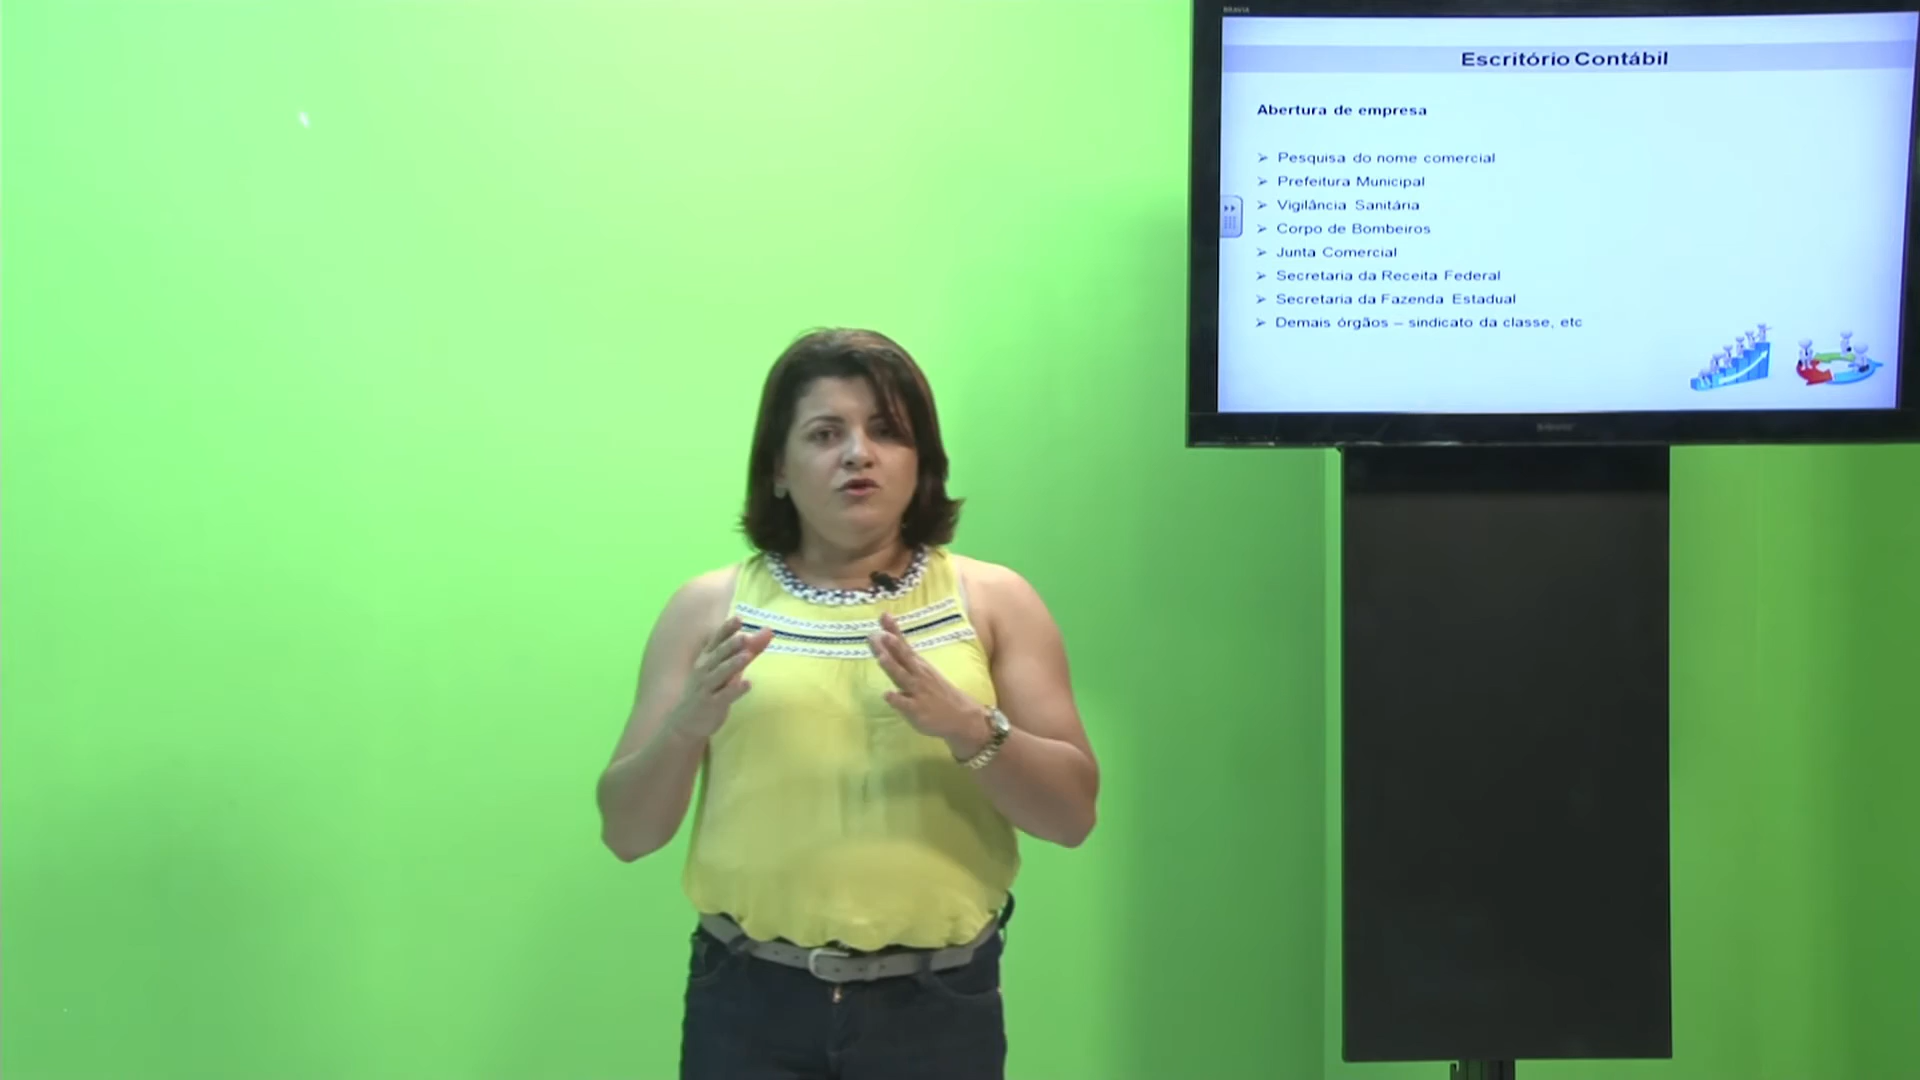 BRAVIA
Escritório Contábil
Abertura de empresa
➢ Pesquisa do nome comercial
➢ Prefeitura Municipal
➢ Vigilância Sanitária
➢ Corpo de Bombeiros
➢ Junta Comercial
➢ Secretaria da Receita Federal
➢ Secretaria da Fazenda Estadual
➢ Demais órgãos – sindicato da classe, etc